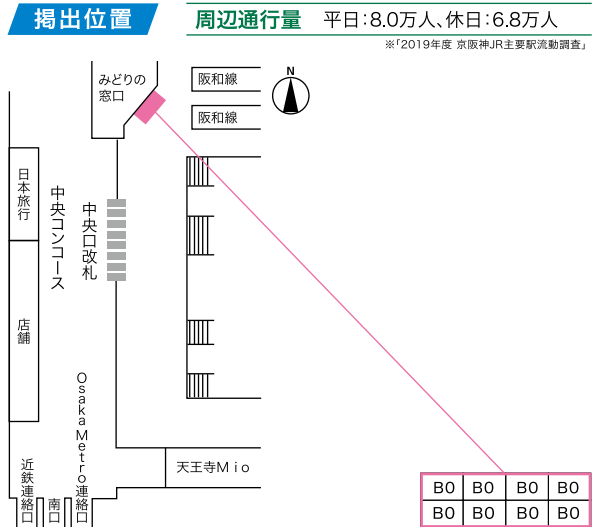 掲出位置
周辺通行量 平日:8.0万人、休日:6.8万人
※「2019年度 京阪神JR主要駅流動調査」
みどりの
窓口
阪和線
阪和線
N
日本旅行
中央コンコース
中央口改札
店舗
Osaka Metro連絡口
近鉄連絡口
南口
天王寺Mio
B0 B0 B0 B0
B0 B0 B0 B0